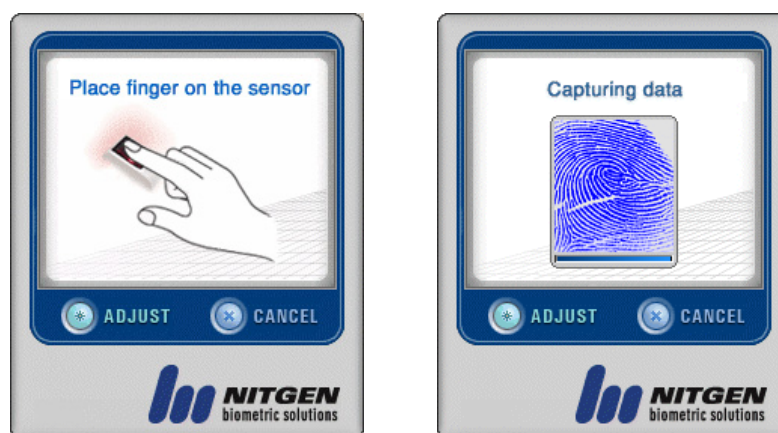 Place finger on the sensor
ADJUST
CANCEL
NITGEN
biometric solutions
Capturing data
ADJUST
CANCEL
NITGEN
biometric solutions